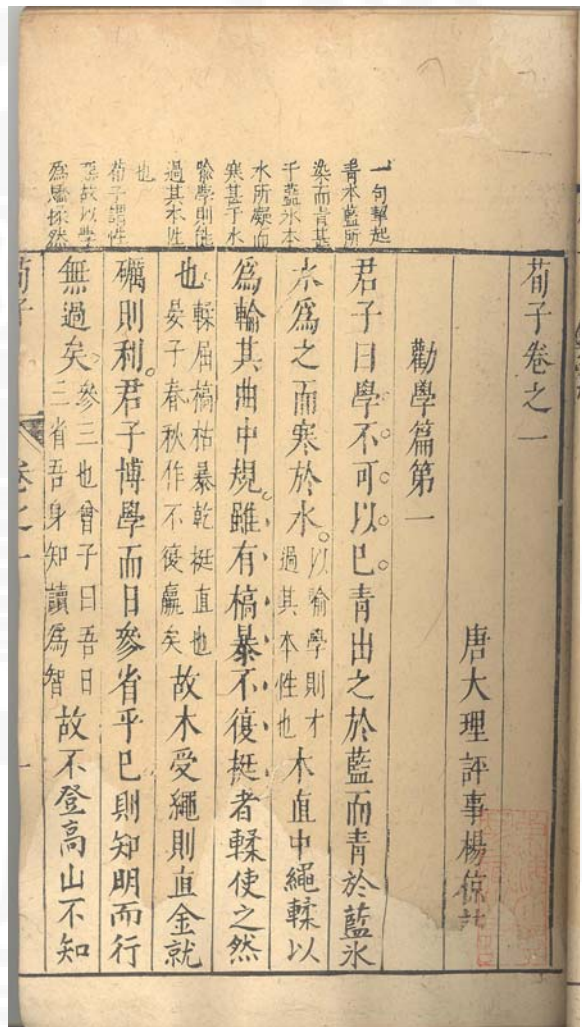 一句挈起
青本藍所
染而青甚
于藍氷本
水所凝而
寒甚于水
喻學則能
過其本性
也
荀子謂性
惡故以學
爲矯揉然
荀子卷之一
唐大理評事楊倞註
勸學篇第一
君子曰學不可以已青出之於藍而青於藍氷
水爲之而寒於水。以喻學則才過其本性也木直中繩輮以
爲輪其曲中規。雖有槁暴不復挺者輮使之然
也輮屈槁枯暴乾挺直也晏子春秋作不復羸矣故木受繩則直金就
礪則利。君子博學而日參省乎已則知明而行
無過矣。參三也曾子曰吾日三省吾身知讀爲智故不登高山不知
荀子 卷之一 一